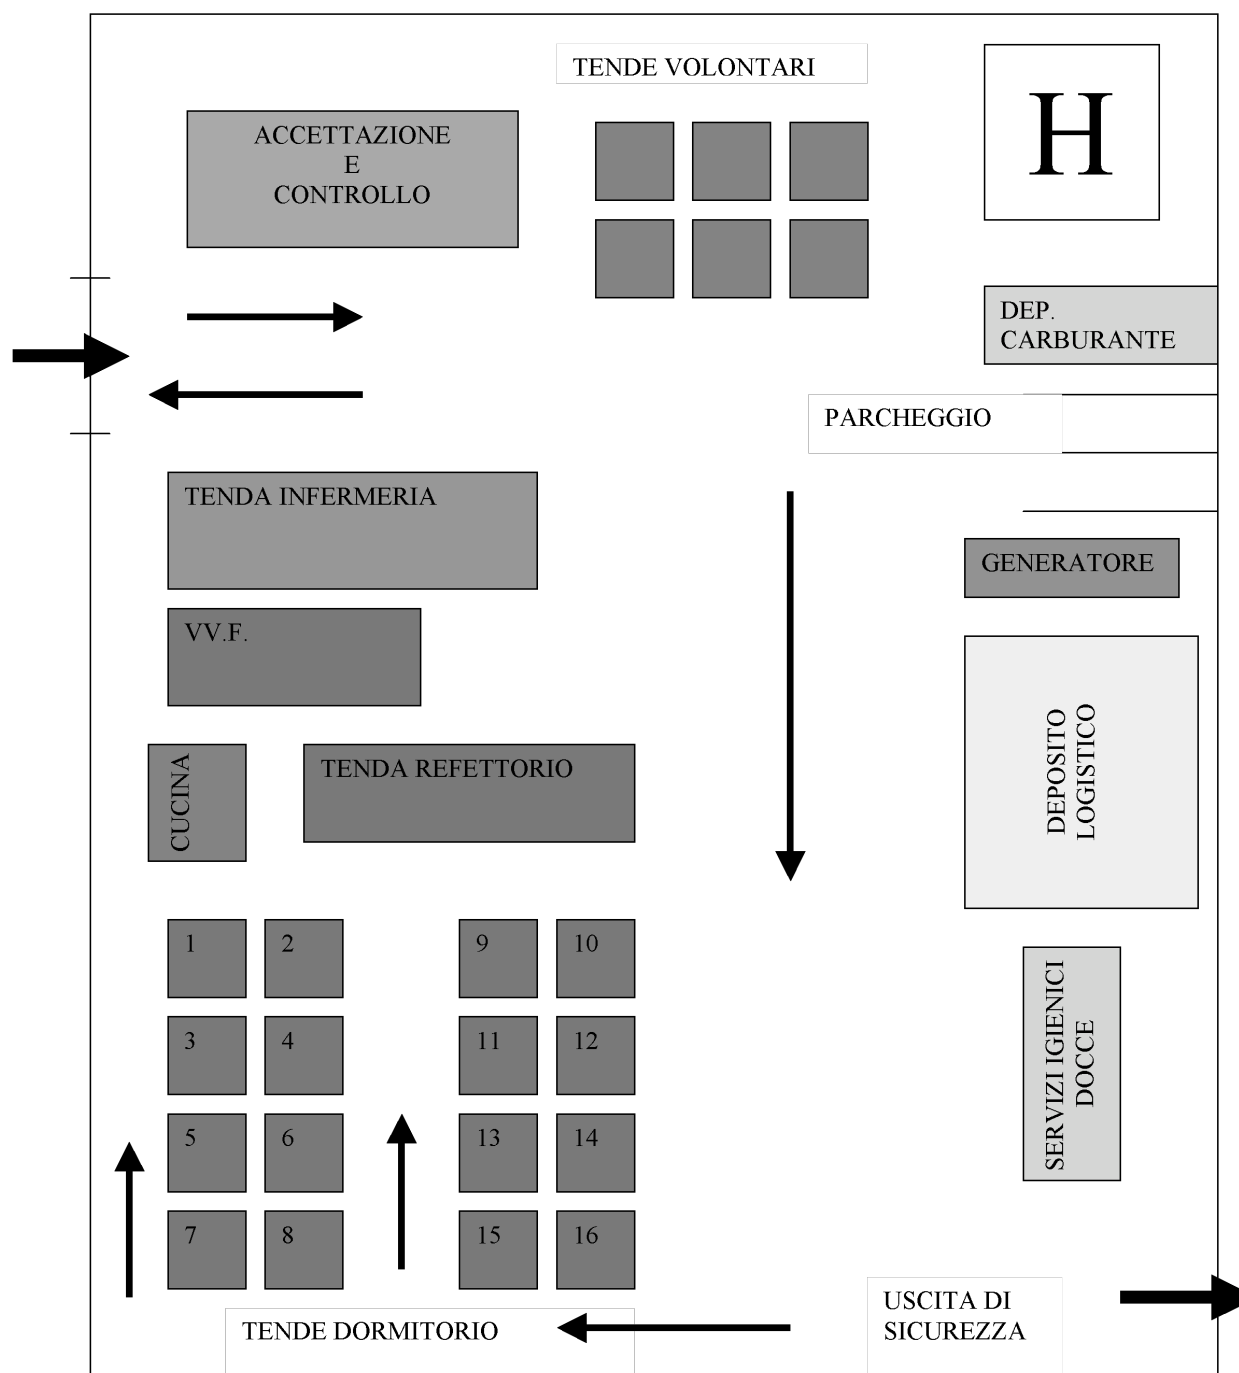 TENDE VOLONTARI
H
ACCETTAZIONE
E
CONTROLLO
DEP.
CARBURANTE
PARCHEGGIO
TENDA INFERMERIA
GENERATORE
VV.F.
DEPOSITO
LOGISTICO
CUCINA
TENDA REFETTORIO
1
2
9
10
3
4
11
12
5
6
13
14
7
8
15
16
SERVIZI IGIENICI
DOCCE
USCITA DI
SICUREZZA
TENDE DORMITORIO